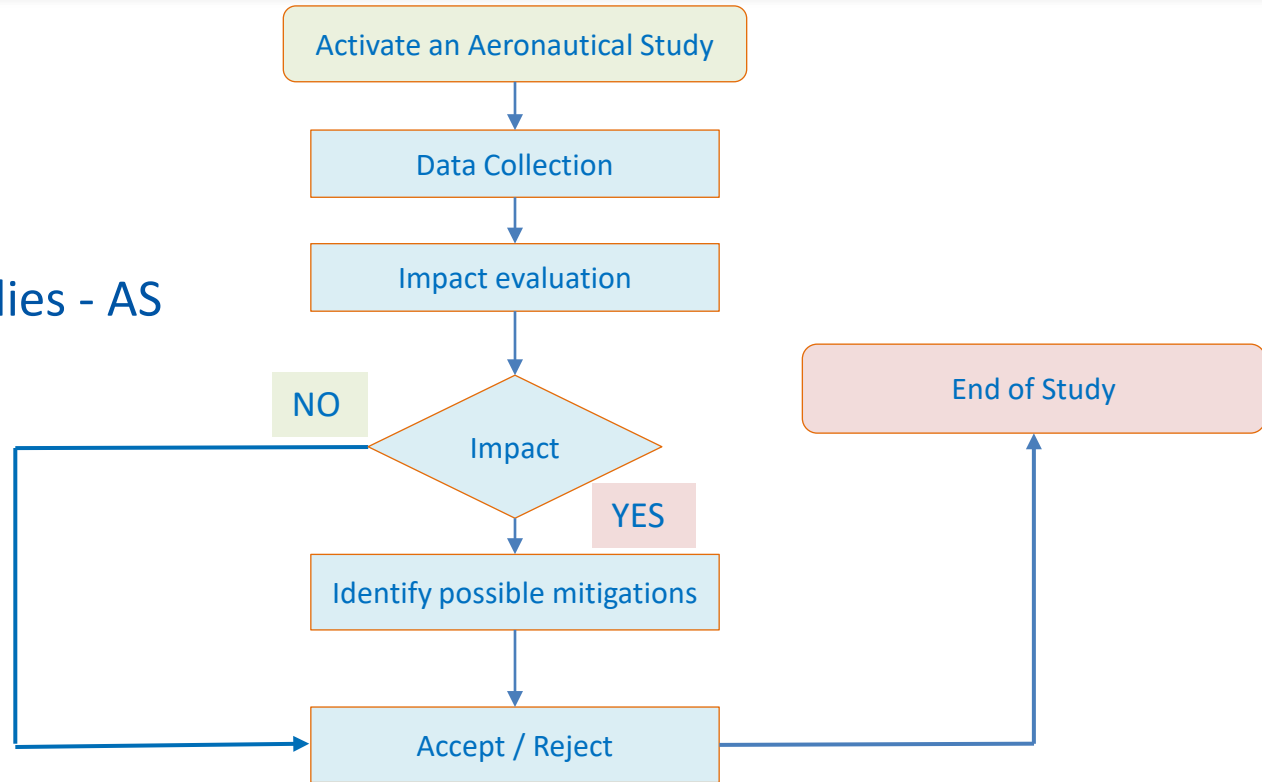 Activate an Aeronautical Study
Data Collection
Impact evaluation
dies - AS
NO
Impact
End of Study
YES
Identify possible mitigations
Accept / Reject